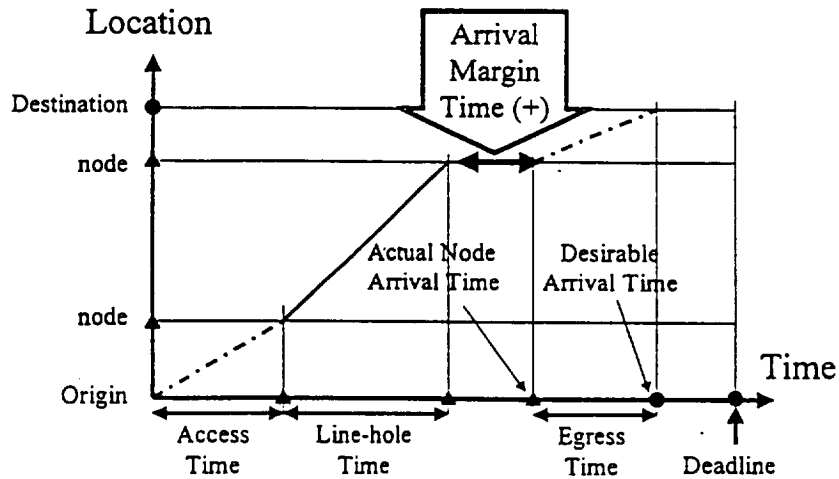 Location
Arrival
Margin
Time (+)
Destination
node
Actual Node
Arrival Time
Desirable
Arrival Time
node
Origin
Time
Access
Time
Line-hole
Time
Egress
Time
Deadline